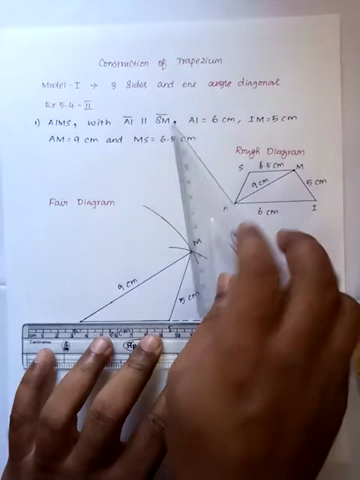 Construction of Trapezium
Model-I → 3 Sides and one diagonal
Ex 5.4 - II
1) AIMS, with AI || SM, AI = 6 cm, IM = 5 cm
AM = 9 cm and MS = 6.5 cm.
Rough Diagram
S 6.5 cm M
9 cm 5 cm
A I
6 cm
Fair Diagram
M
9 cm 5 cm